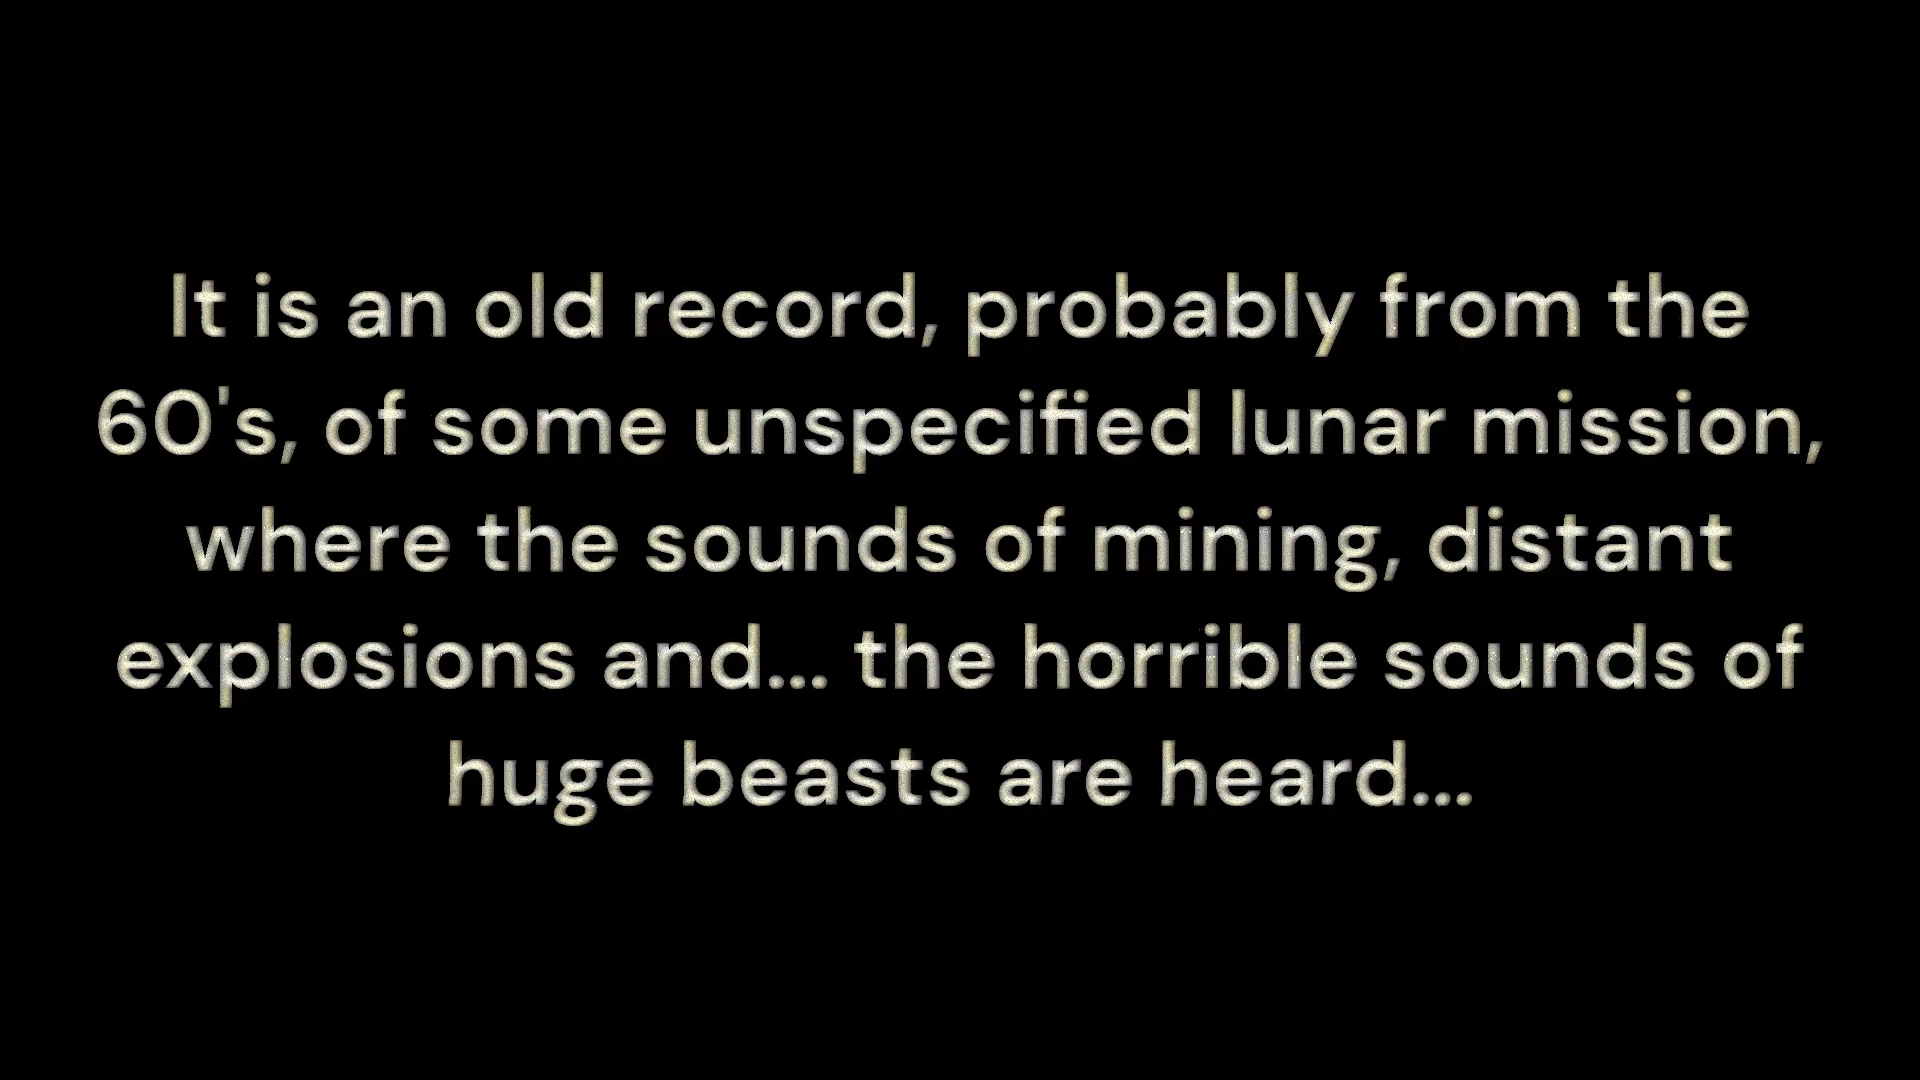 It is an old record, probably from the
60's, of some unspecified lunar mission,
where the sounds of mining, distant
explosions and... the horrible sounds of
huge beasts are heard...